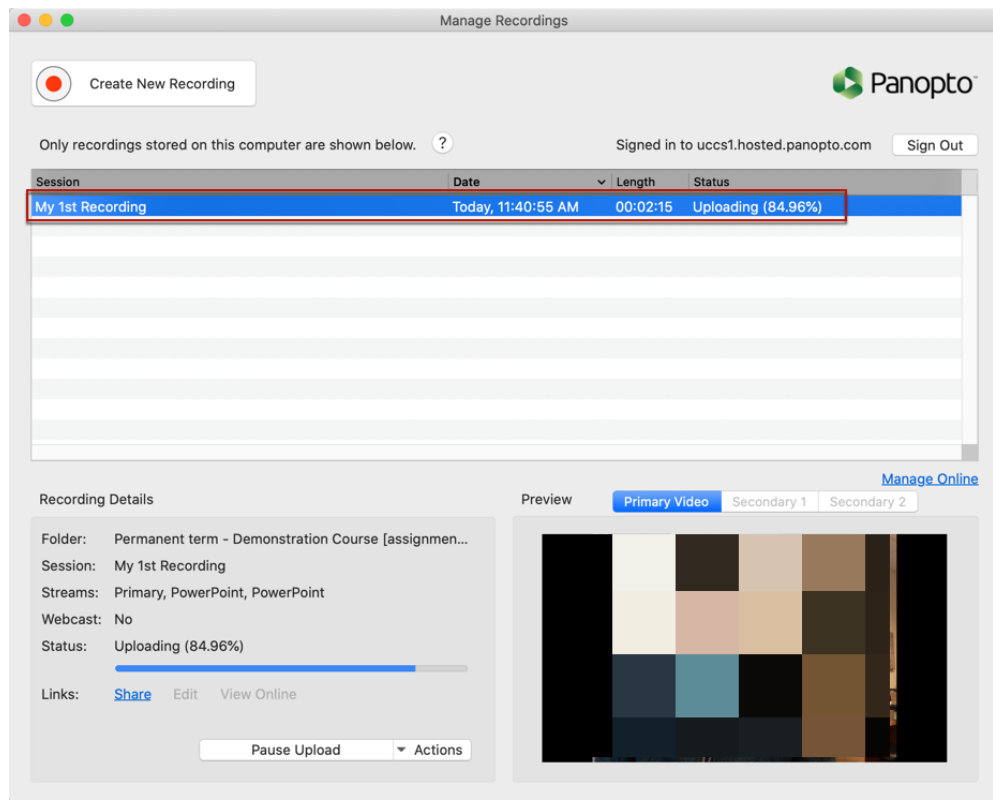 Manage Recordings
Create New Recording
Panopto
Only recordings stored on this computer are shown below. ? Signed in to uccs1.hosted.panopto.com Sign Out
Session Date Length Status
My 1st Recording Today, 11:40:55 AM 00:02:15 Uploading (84.96%)
Manage Online
Recording Details
Preview Primary Video Secondary 1 Secondary 2
Folder: Permanent term - Demonstration Course [assignmen...
Session: My 1st Recording
Streams: Primary, PowerPoint, PowerPoint
Webcast: No
Status: Uploading (84.96%)
Links: Share Edit View Online
Pause Upload Actions